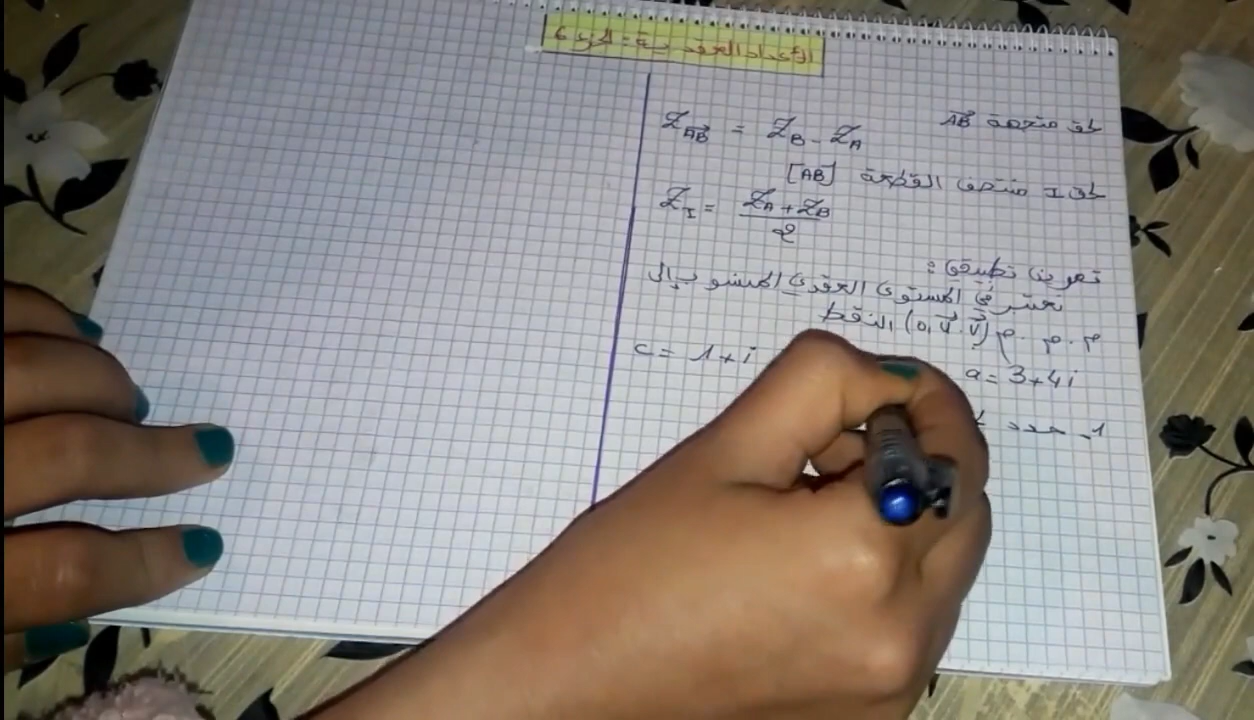 الأعداد العقدية: الجزء 6
لحق متجهة AB
Z_AB = Z_B - Z_A
لحق I منتصف القطعة [AB]
Z_I = (Z_A + Z_B) / 2
تمرين تطبيقي:
نعتبر في المستوى العقدي المنسوب إلى
م.م.م (o, u, v) النقط
a = 3+4i c = 1+i
1- حدد